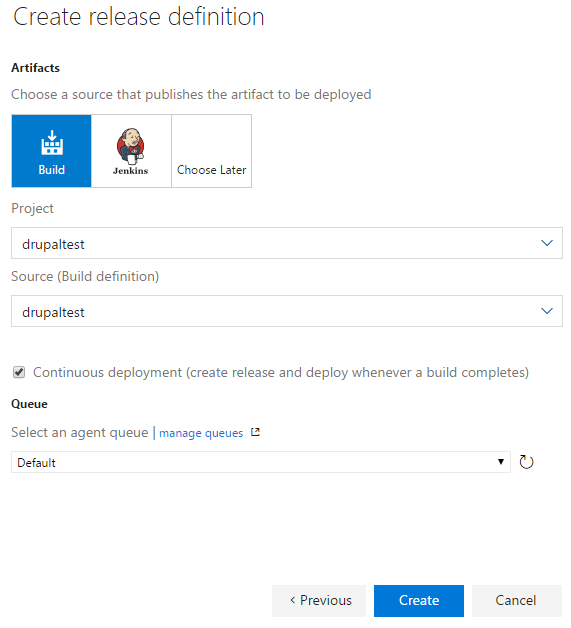 Create release definition
Artifacts
Choose a source that publishes the artifact to be deployed
Build
Jenkins
Choose Later
Project
drupaltest
Source (Build definition)
drupaltest
Continuous deployment (create release and deploy whenever a build completes)
Queue
Select an agent queue | manage queues
Default
< Previous
Create
Cancel